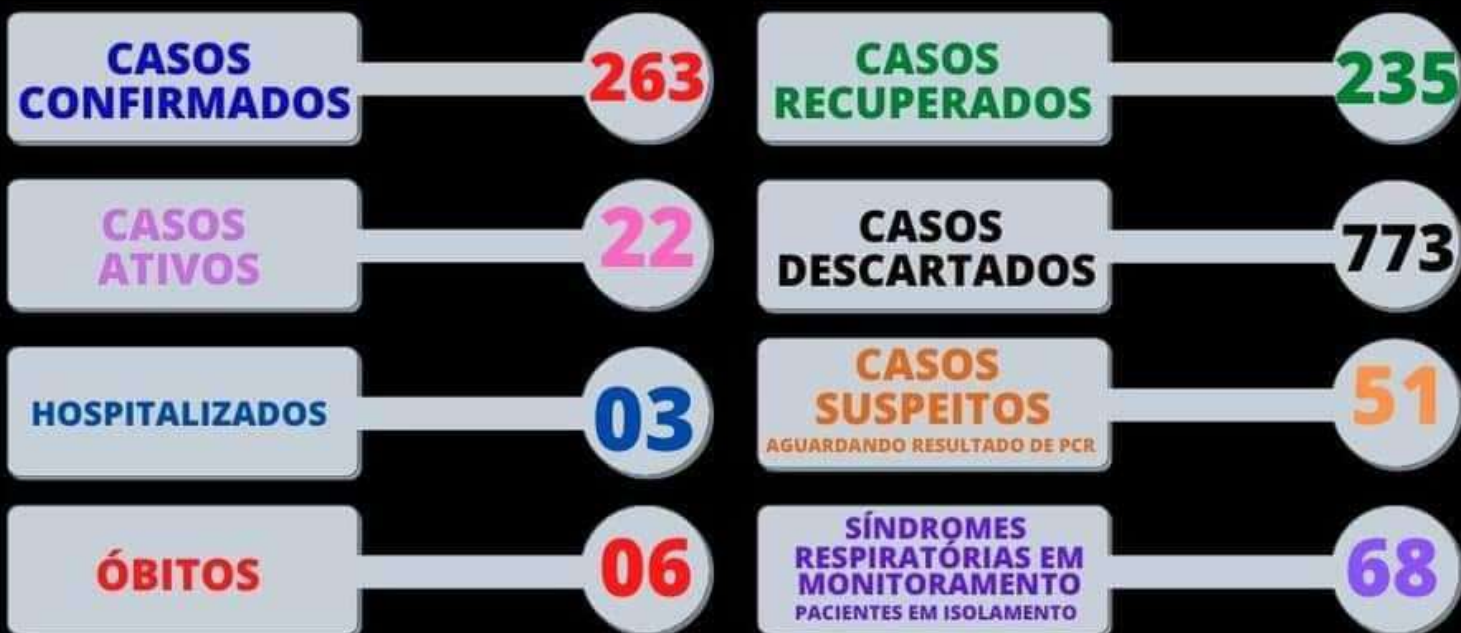 CASOS
CONFIRMADOS
263
CASOS
RECUPERADOS
235
CASOS
ATIVOS
22
CASOS
DESCARTADOS
773
HOSPITALIZADOS
03
CASOS
SUSPEITOS
AGUARDANDO RESULTADO DE PCR
51
ÓBITOS
06
SÍNDROMES
RESPIRATÓRIAS EM
MONITORAMENTO
PACIENTES EM ISOLAMENTO
68